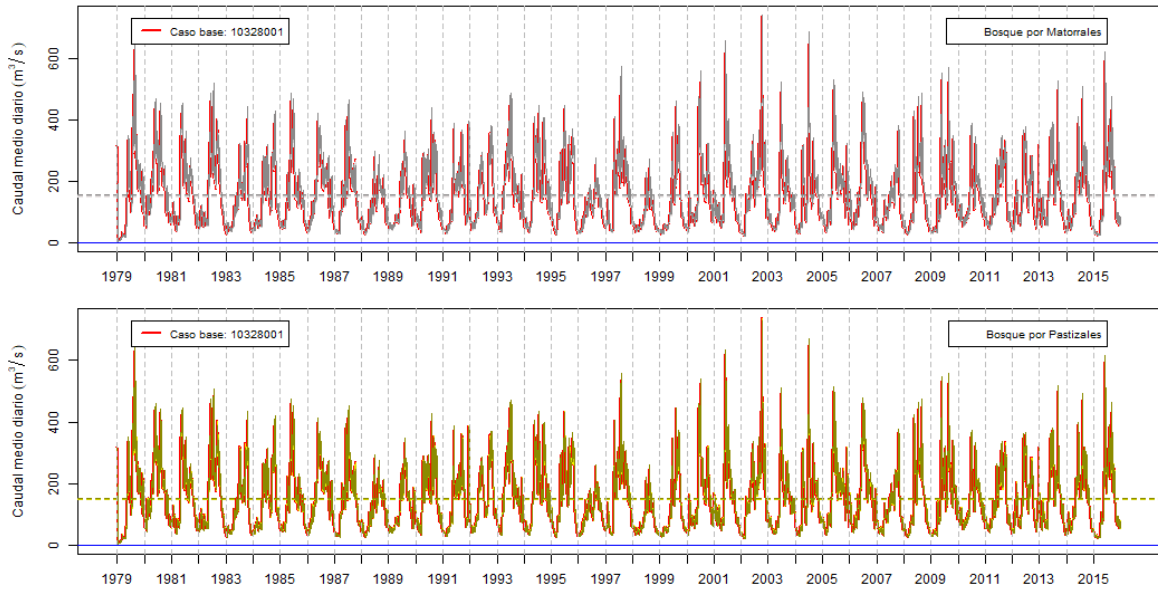 Caudal medio diario (m³/s)
0 200 400 600
Caso base: 10328001
Bosque por Matorrales
1979 1981 1983 1985 1987 1989 1991 1993 1995 1997 1999 2001 2003 2005 2007 2009 2011 2013 2015
Caudal medio diario (m³/s)
0 200 400 600
Caso base: 10328001
Bosque por Pastizales
1979 1981 1983 1985 1987 1989 1991 1993 1995 1997 1999 2001 2003 2005 2007 2009 2011 2013 2015